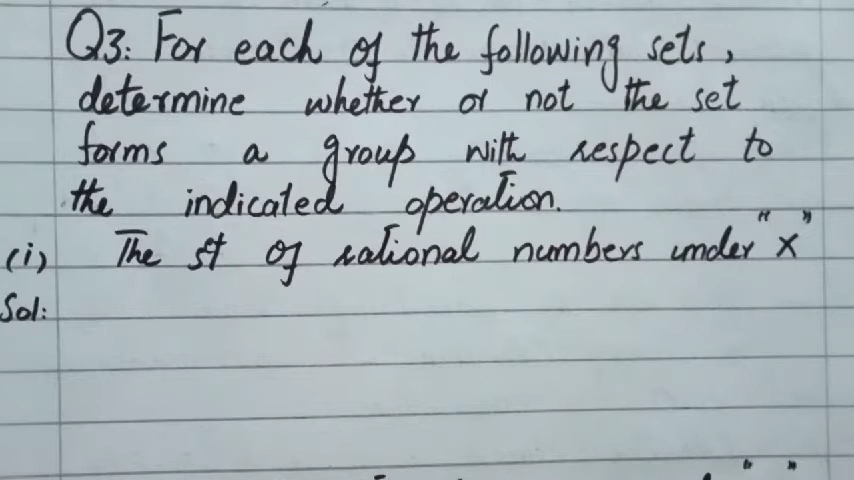 Q3: For each of the following sets,
determine whether or not the set
forms a group with respect to
the indicated operation.
(i) The st of rational numbers under "x"
Sol: